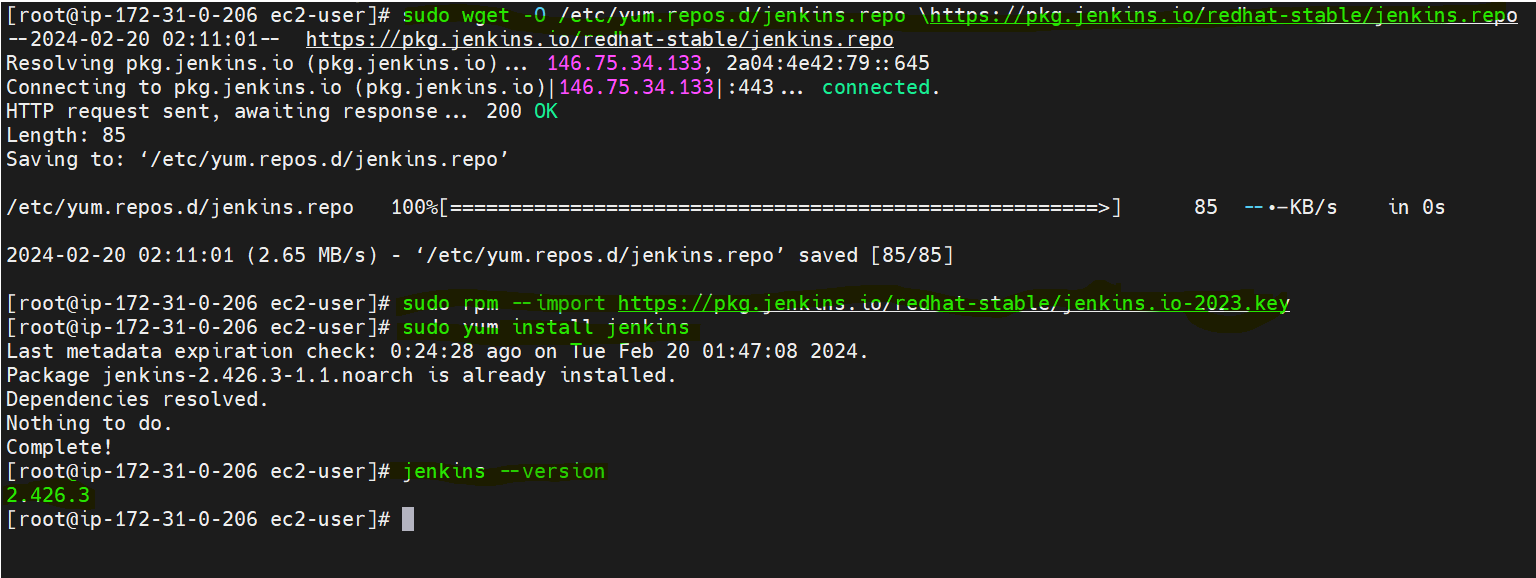 [root@ip-172-31-0-206 ec2-user]# sudo wget -O /etc/yum.repos.d/jenkins.repo \https://pkg.jenkins.io/redhat-stable/jenkins.repo
--2024-02-20 02:11:01--  https://pkg.jenkins.io/redhat-stable/jenkins.repo
Resolving pkg.jenkins.io (pkg.jenkins.io)... 146.75.34.133, 2a04:4e42:79::645
Connecting to pkg.jenkins.io (pkg.jenkins.io)|146.75.34.133|:443... connected.
HTTP request sent, awaiting response... 200 OK
Length: 85
Saving to: ‘/etc/yum.repos.d/jenkins.repo’
/etc/yum.repos.d/jenkins.repo   100%[======================================================>]      85  --•-KB/s    in 0s
2024-02-20 02:11:01 (2.65 MB/s) - ‘/etc/yum.repos.d/jenkins.repo’ saved [85/85]
[root@ip-172-31-0-206 ec2-user]# sudo rpm --import https://pkg.jenkins.io/redhat-stable/jenkins.io-2023.key
[root@ip-172-31-0-206 ec2-user]# sudo yum install jenkins
Last metadata expiration check: 0:24:28 ago on Tue Feb 20 01:47:08 2024.
Package jenkins-2.426.3-1.1.noarch is already installed.
Dependencies resolved.
Nothing to do.
Complete!
[root@ip-172-31-0-206 ec2-user]# jenkins --version
2.426.3
[root@ip-172-31-0-206 ec2-user]#